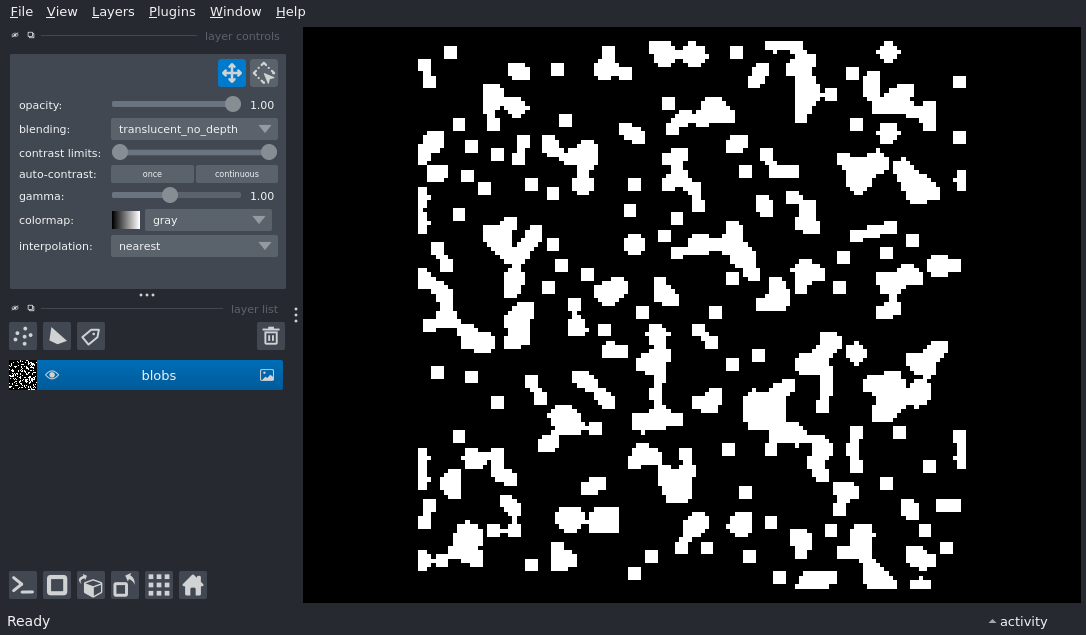 File View Layers Plugins Window Help
layer controls
opacity: 1.00
blending: translucent_no_depth
contrast limits:
auto-contrast: once continuous
gamma: 1.00
colormap: gray
interpolation: nearest
layer list
blobs
Ready activity